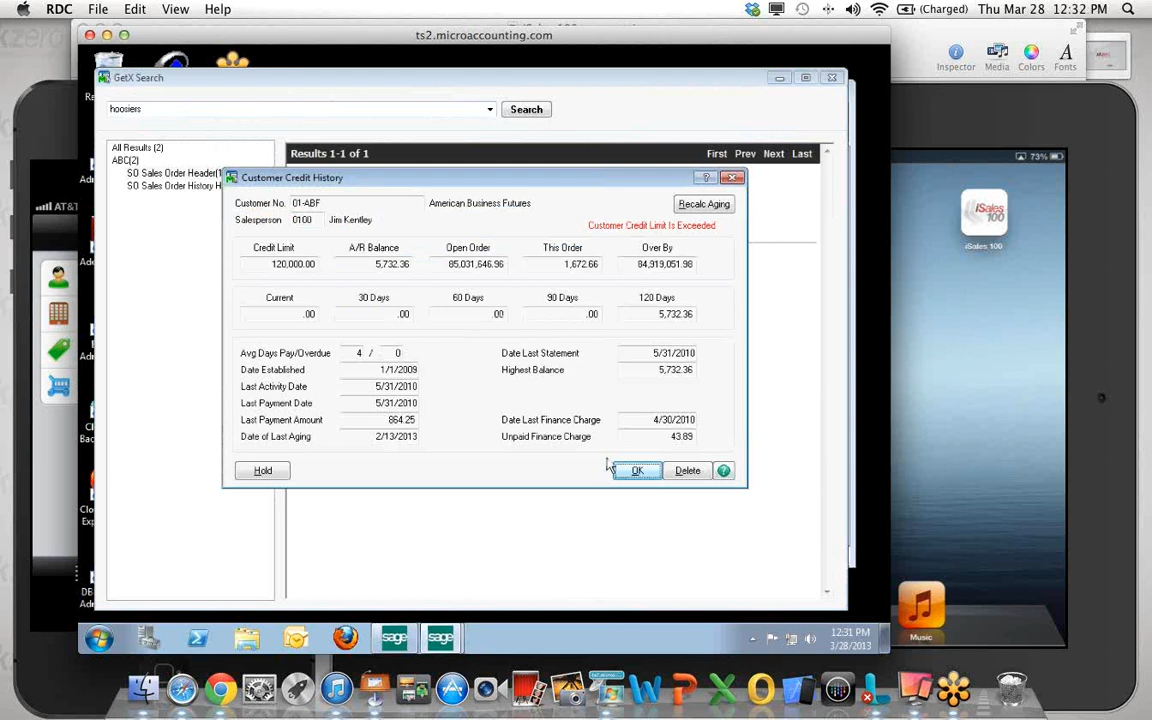 RDC File Edit View Help (Charged) Thu Mar 28 12:32 PM
ts2.microaccounting.com
Inspector Media Colors Fonts
GetX Search
hoosiers Search
All Results (2)
ABC(2)
SO Sales Order Header(1
SO Sales Order History H
Results 1-1 of 1 First Prev Next Last
Customer Credit History
Customer No. 01-ABF American Business Futures Recalc Aging
Salesperson 01:00 Jim Kentley Customer Credit Limit Is Exceeded
Credit Limit A/R Balance Open Order This Order Over By
120,000.00 5,732.36 85,031,646.96 1,672.66 84,919,051.98
Current 30 Days 60 Days 90 Days 120 Days
.00 .00 .00 .00 5,732.36
Avg Days Pay/Overdue 4 / 0 Date Last Statement 5/31/2010
Date Established 1/1/2009 Highest Balance 5,732.36
Last Activity Date 5/31/2010
Last Payment Date 5/31/2010
Last Payment Amount 864.25 Date Last Finance Charge 4/30/2010
Date of Last Aging 2/13/2013 Unpaid Finance Charge 43.89
Hold OK Delete
AT&T
73%
iSales 100
iSales 100
Music
sage sage
12:31 PM
3/28/2013